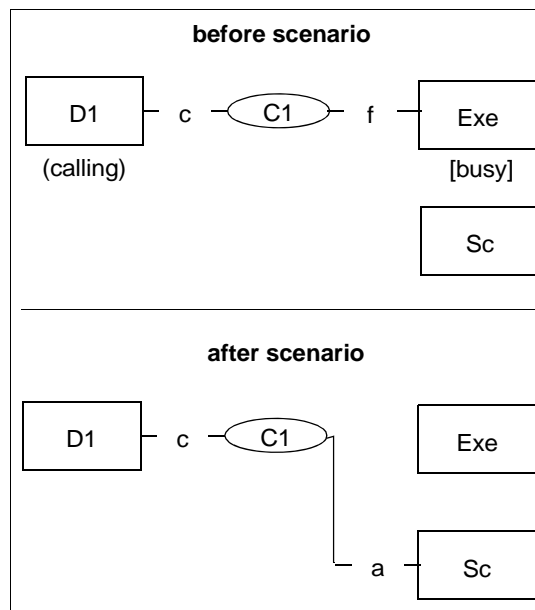 before scenario
D1 c C1 f Exe
(calling) [busy]
Sc
after scenario
D1 c C1 Exe
a Sc